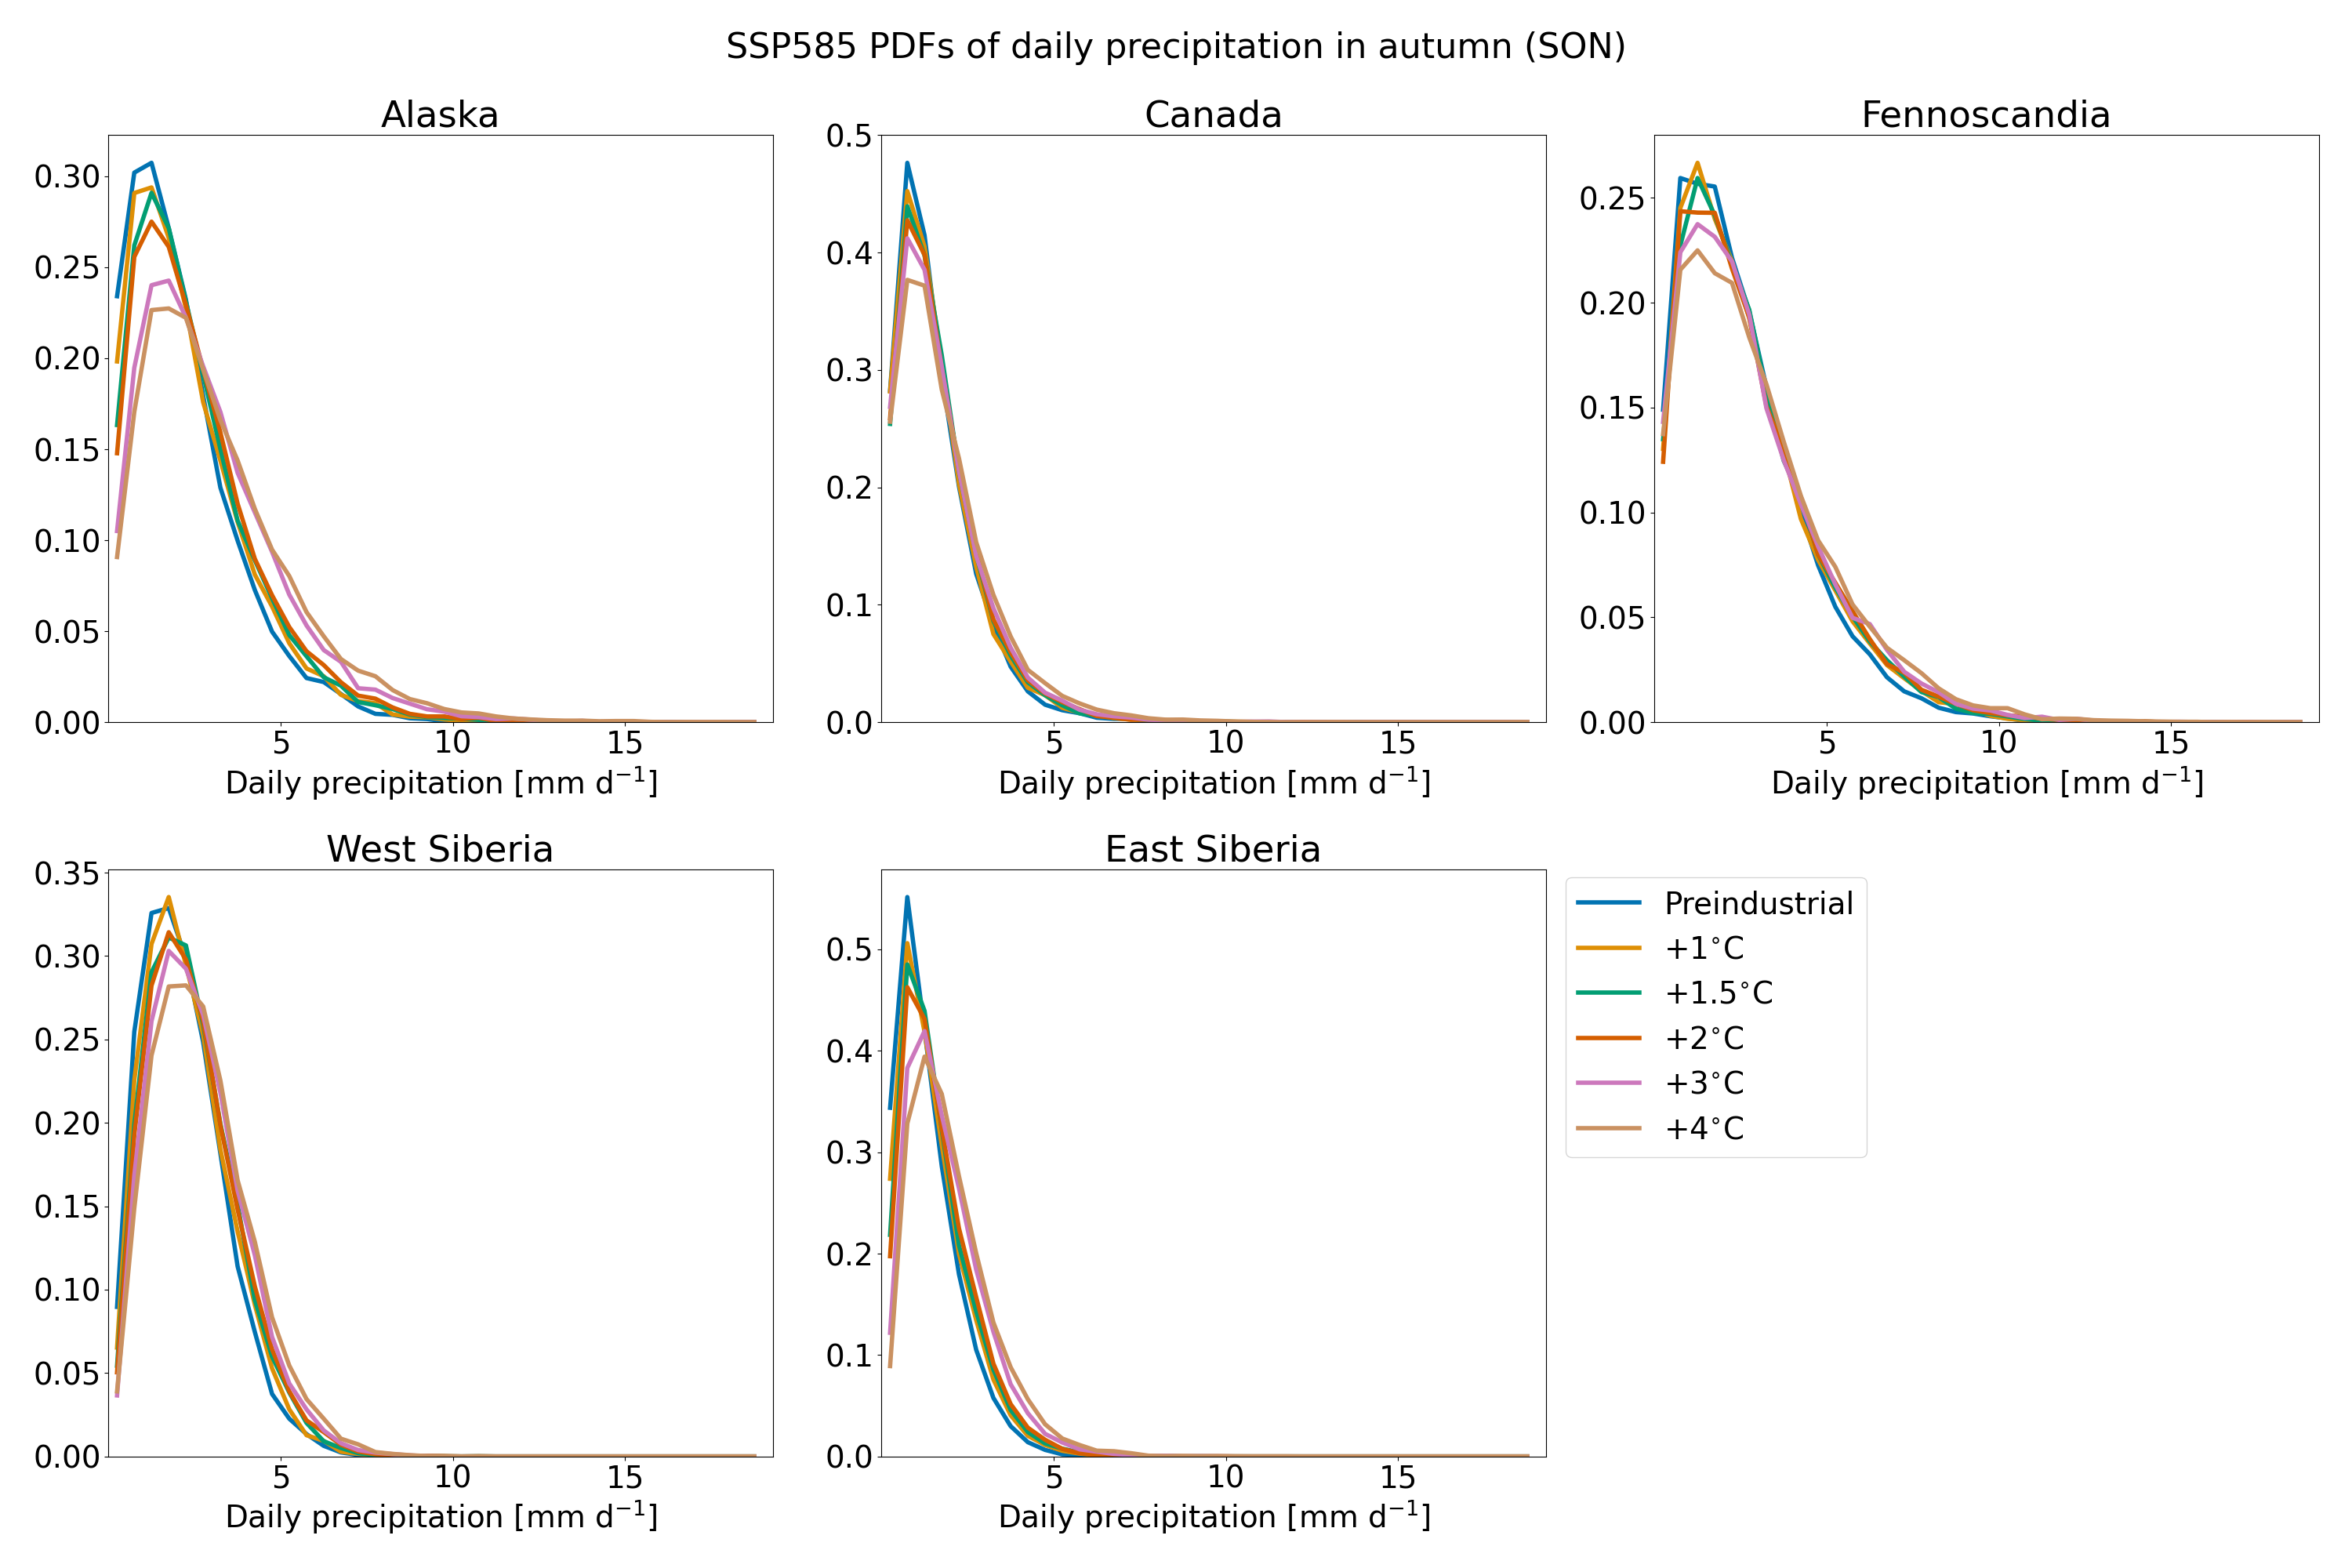 SSP585 PDFs of daily precipitation in autumn (SON)
Alaska
0.30
0.25
0.20
0.15
0.10
0.05
0.00
5 10 15
Daily precipitation [mm d⁻¹]
Canada
0.5
0.4
0.3
0.2
0.1
0.0
5 10 15
Daily precipitation [mm d⁻¹]
Fennoscandia
0.25
0.20
0.15
0.10
0.05
0.00
5 10 15
Daily precipitation [mm d⁻¹]
West Siberia
0.35
0.30
0.25
0.20
0.15
0.10
0.05
0.00
5 10 15
Daily precipitation [mm d⁻¹]
East Siberia
0.5
0.4
0.3
0.2
0.1
0.0
5 10 15
Daily precipitation [mm d⁻¹]
Preindustrial
+1°C
+1.5°C
+2°C
+3°C
+4°C